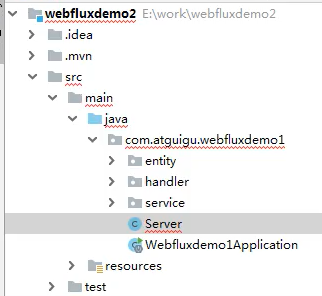 webfluxdemo2 E:\work\webfluxdemo2
.idea
.mvn
src
main
java
com.atguigu.webfluxdemo1
entity
handler
service
Server
Webfluxdemo1Application
resources
test